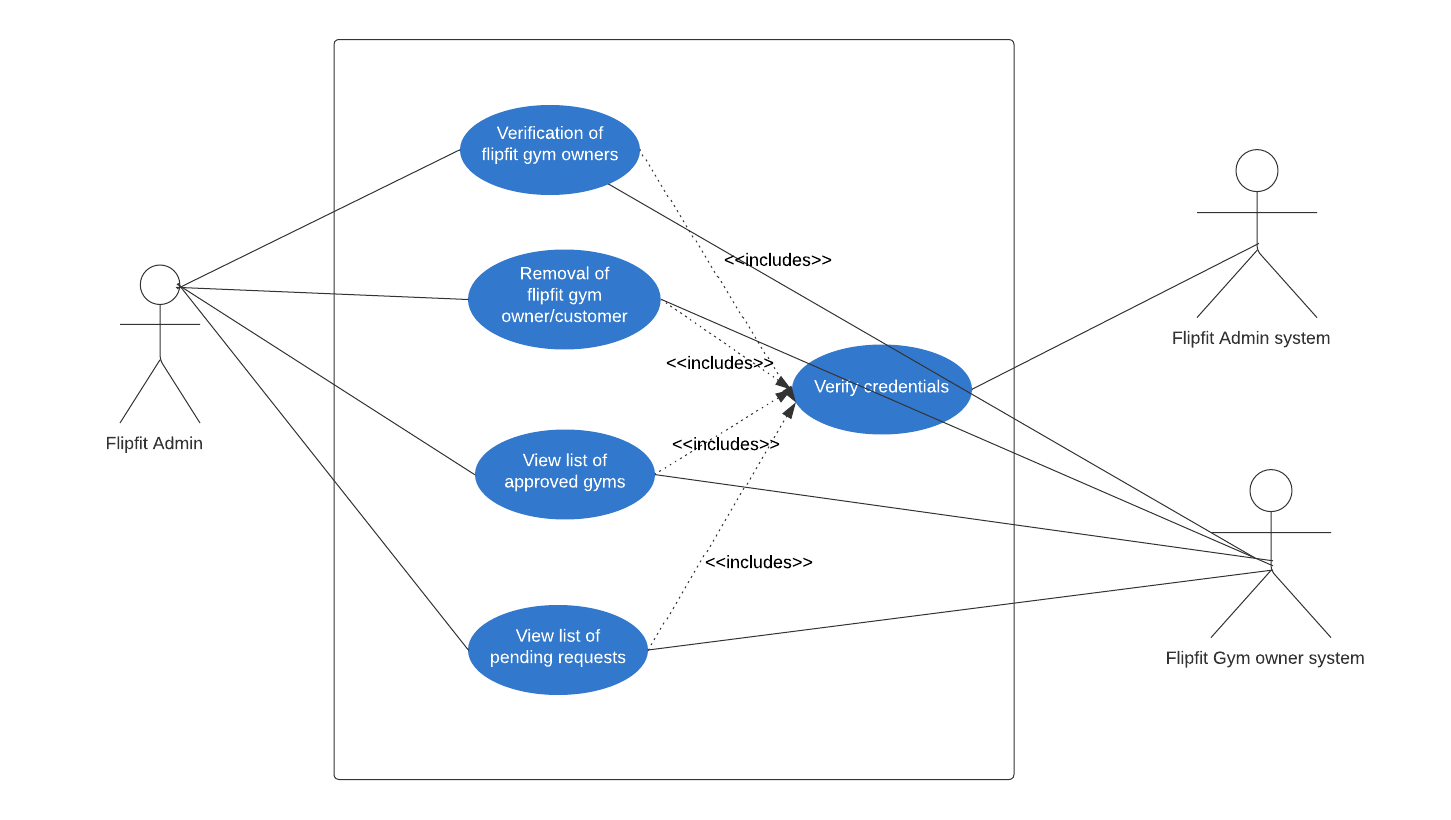 Verification of
flipfit gym owners
<<includes>>
Removal of
flipfit gym
owner/customer
Flipfit Admin system
<<includes>>
Verify credentials
Flipfit Admin
<<includes>>
View list of
approved gyms
<<includes>>
View list of
pending requests
Flipfit Gym owner system